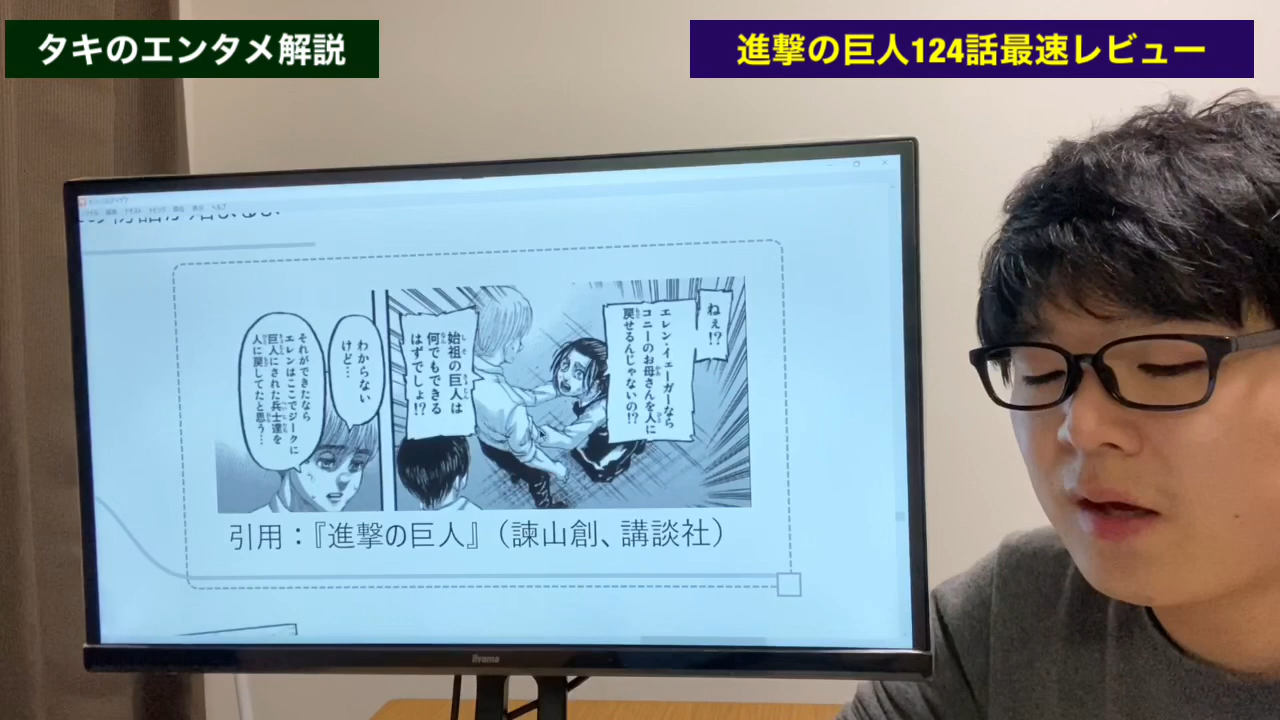 タキのエンタメ解説
進撃の巨人124話最速レビュー
ねぇ!?
エレン・イェーガーなら
コニーのお母さんを人に
戻せるんじゃないの!?
始祖の巨人は
何でもできる
はずでしょ!?
わからない
けど…
それができたなら
エレンはここでジークに
巨人にされた兵士達を
人に戻してたと思う…
引用:『進撃の巨人』(諫山創、講談社)
iiyama